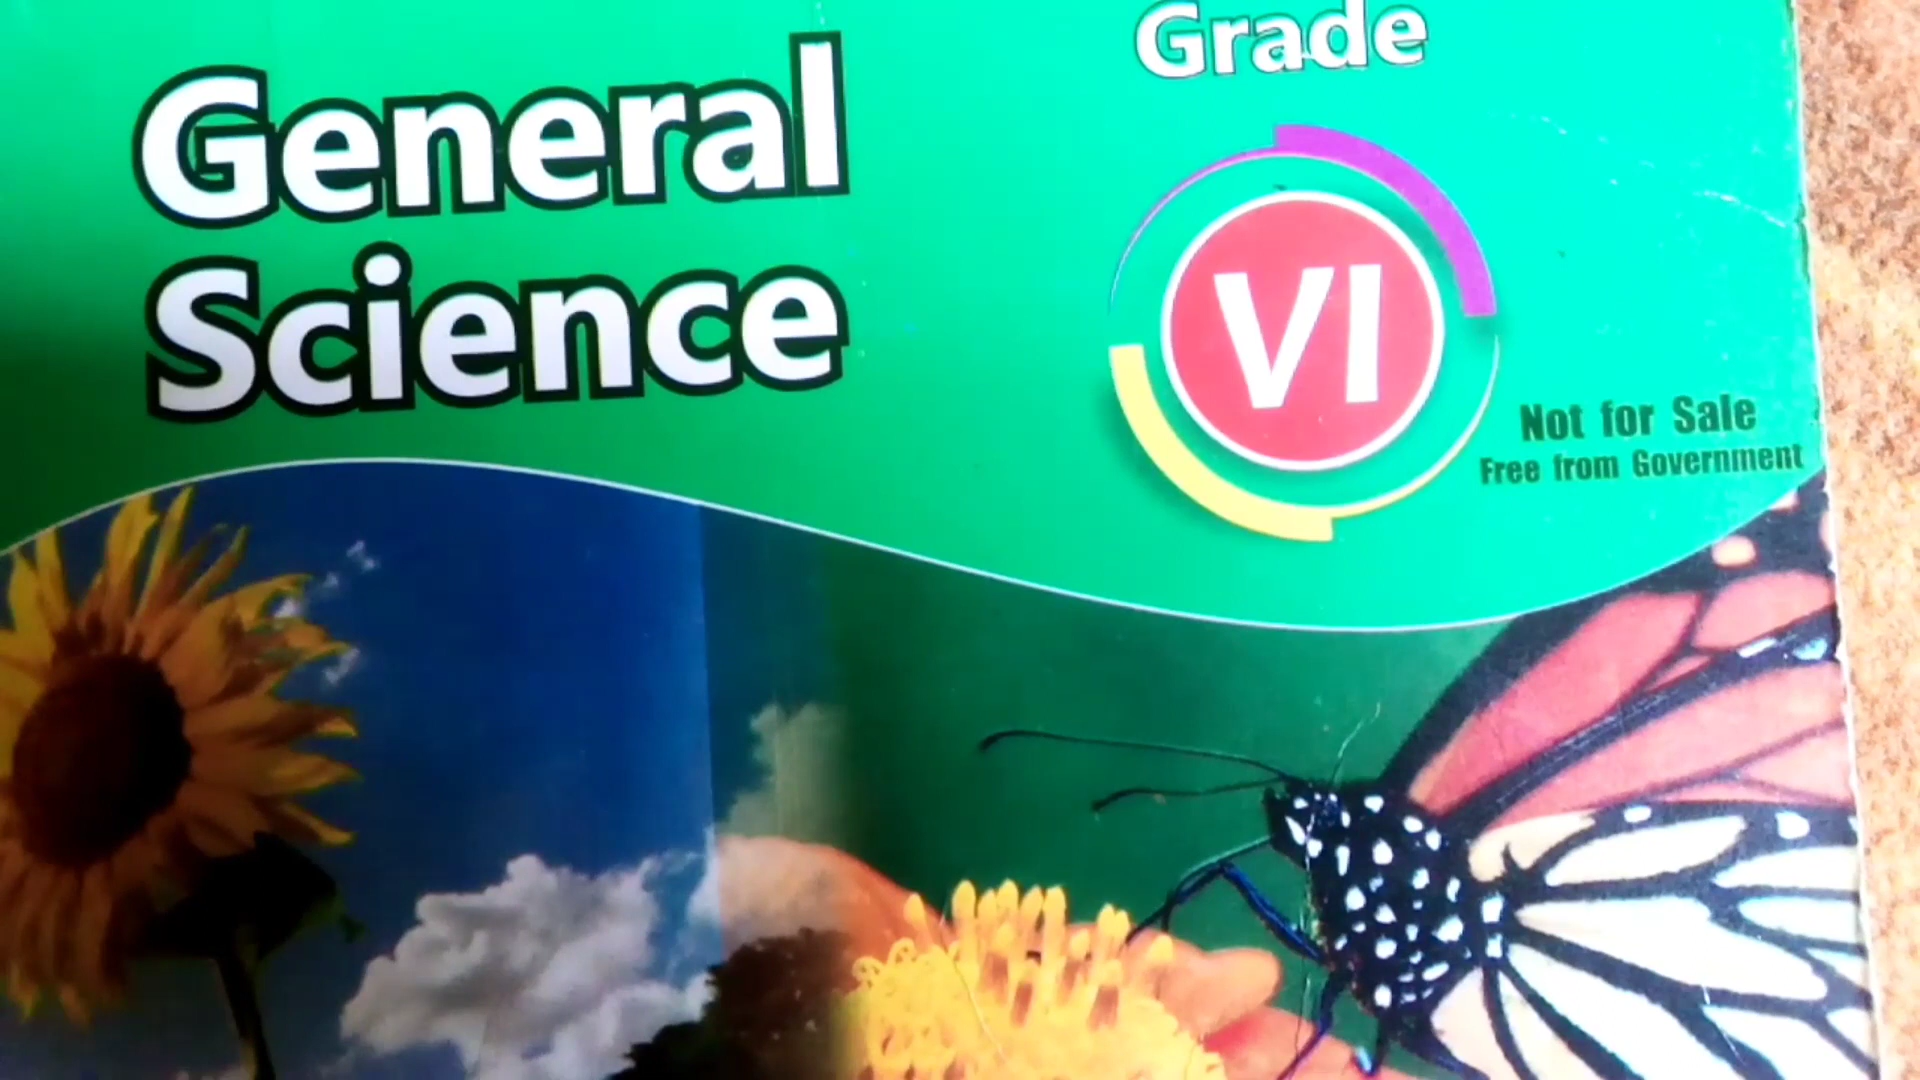 General
Science
Grade
VI
Not for Sale
Free from Government